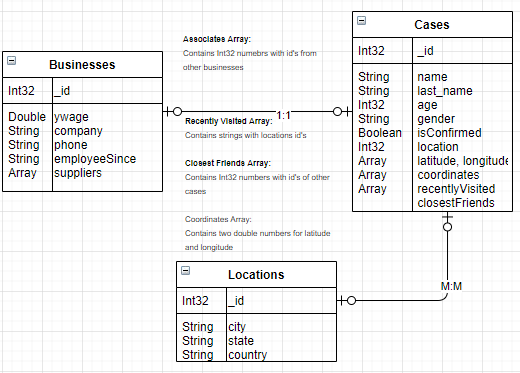 Businesses
Int32 _id
Double ywage
String company
String phone
String employeeSince
Array suppliers
Associates Array:
Contains Int32 numebrs with id's from
other businesses
1:1
Recently Visited Array:
Contains strings with locations id's
Closest Friends Array:
Contains Int32 numbers with id's of other
cases
Coordinates Array:
Contains two double numbers for latitude
and longitude
Cases
Int32 _id
String name
String last_name
Int32 age
String gender
Boolean isConfirmed
Int32 location
Array latitude, longitude
Array coordinates
Array recentlyVisited
closestFriends
M:M
Locations
Int32 _id
String city
String state
String country